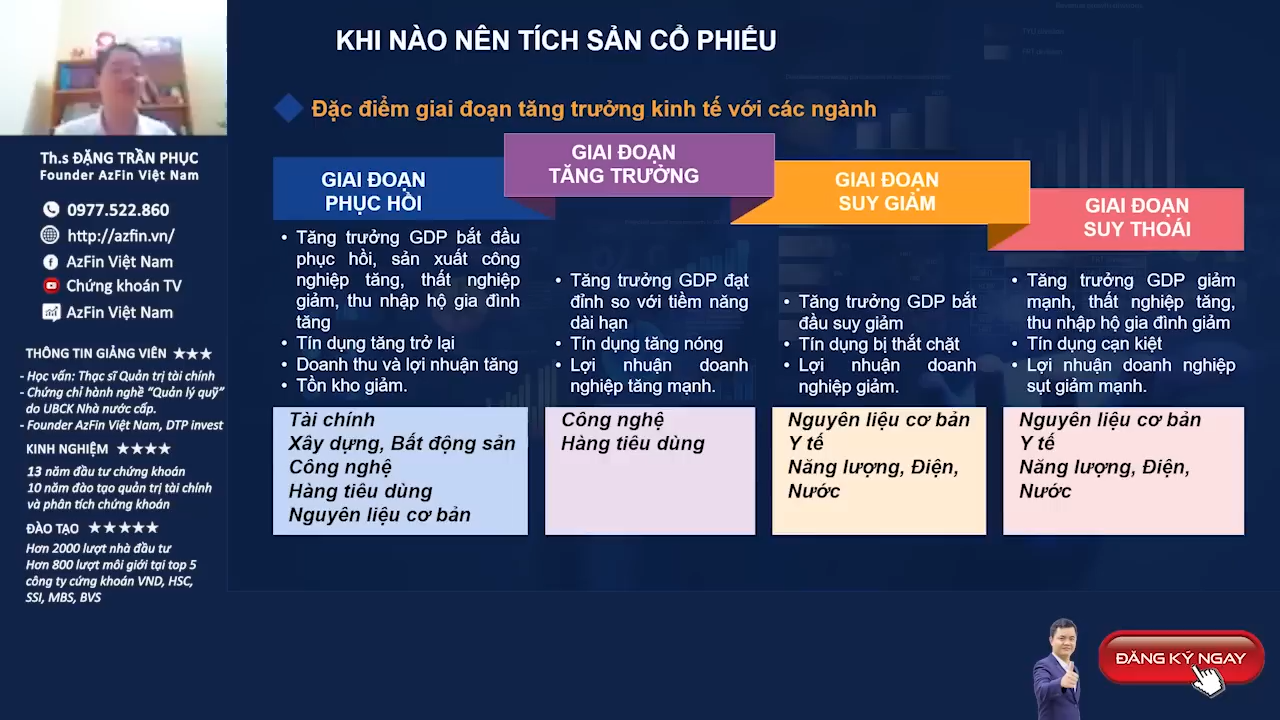 KHI NÀO NÊN TÍCH SẢN CỔ PHIẾU
Đặc điểm giai đoạn tăng trưởng kinh tế với các ngành
Th.s ĐẶNG TRẦN PHỤC
Founder AzFin Việt Nam
0977.522.860
http://azfin.vn/
AzFin Việt Nam
Chứng khoán TV
AzFin Việt Nam
THÔNG TIN GIẢNG VIÊN ★★★
- Học vấn: Thạc sĩ Quản trị tài chính
- Chứng chỉ hành nghề “Quản lý quỹ”
do UBCK Nhà nước cấp.
- Founder AzFin Việt Nam, DTP invest
KINH NGHIỆM ★★★★
13 năm đầu tư chứng khoán
10 năm đào tạo quản trị tài chính
và phân tích chứng khoán
ĐÀO TẠO ★★★★★
Hơn 2000 lượt nhà đầu tư
Hơn 800 lượt môi giới tại top 5
công ty cứng khoán VND, HSC,
SSI, MBS, BVS
GIAI ĐOẠN
PHỤC HỒI
• Tăng trưởng GDP bắt đầu
phục hồi, sản xuất công
nghiệp tăng, thất nghiệp
giảm, thu nhập hộ gia đình
tăng
• Tín dụng tăng trở lại
• Doanh thu và lợi nhuận tăng
• Tồn kho giảm.
Tài chính
Xây dựng, Bất động sản
Công nghệ
Hàng tiêu dùng
Nguyên liệu cơ bản
GIAI ĐOẠN
TĂNG TRƯỞNG
• Tăng trưởng GDP đạt
đỉnh so với tiềm năng
dài hạn
• Tín dụng tăng nóng
• Lợi nhuận doanh
nghiệp tăng mạnh.
Công nghệ
Hàng tiêu dùng
GIAI ĐOẠN
SUY GIẢM
• Tăng trưởng GDP bắt
đầu suy giảm
• Tín dụng bị thắt chặt
• Lợi nhuận doanh
nghiệp giảm.
Nguyên liệu cơ bản
Y tế
Năng lượng, Điện,
Nước
GIAI ĐOẠN
SUY THOÁI
• Tăng trưởng GDP giảm
mạnh, thất nghiệp tăng,
thu nhập hộ gia đình giảm
• Tín dụng cạn kiệt
• Lợi nhuận doanh nghiệp
sụt giảm mạnh.
Nguyên liệu cơ bản
Y tế
Năng lượng, Điện,
Nước
ĐĂNG KÝ NGAY